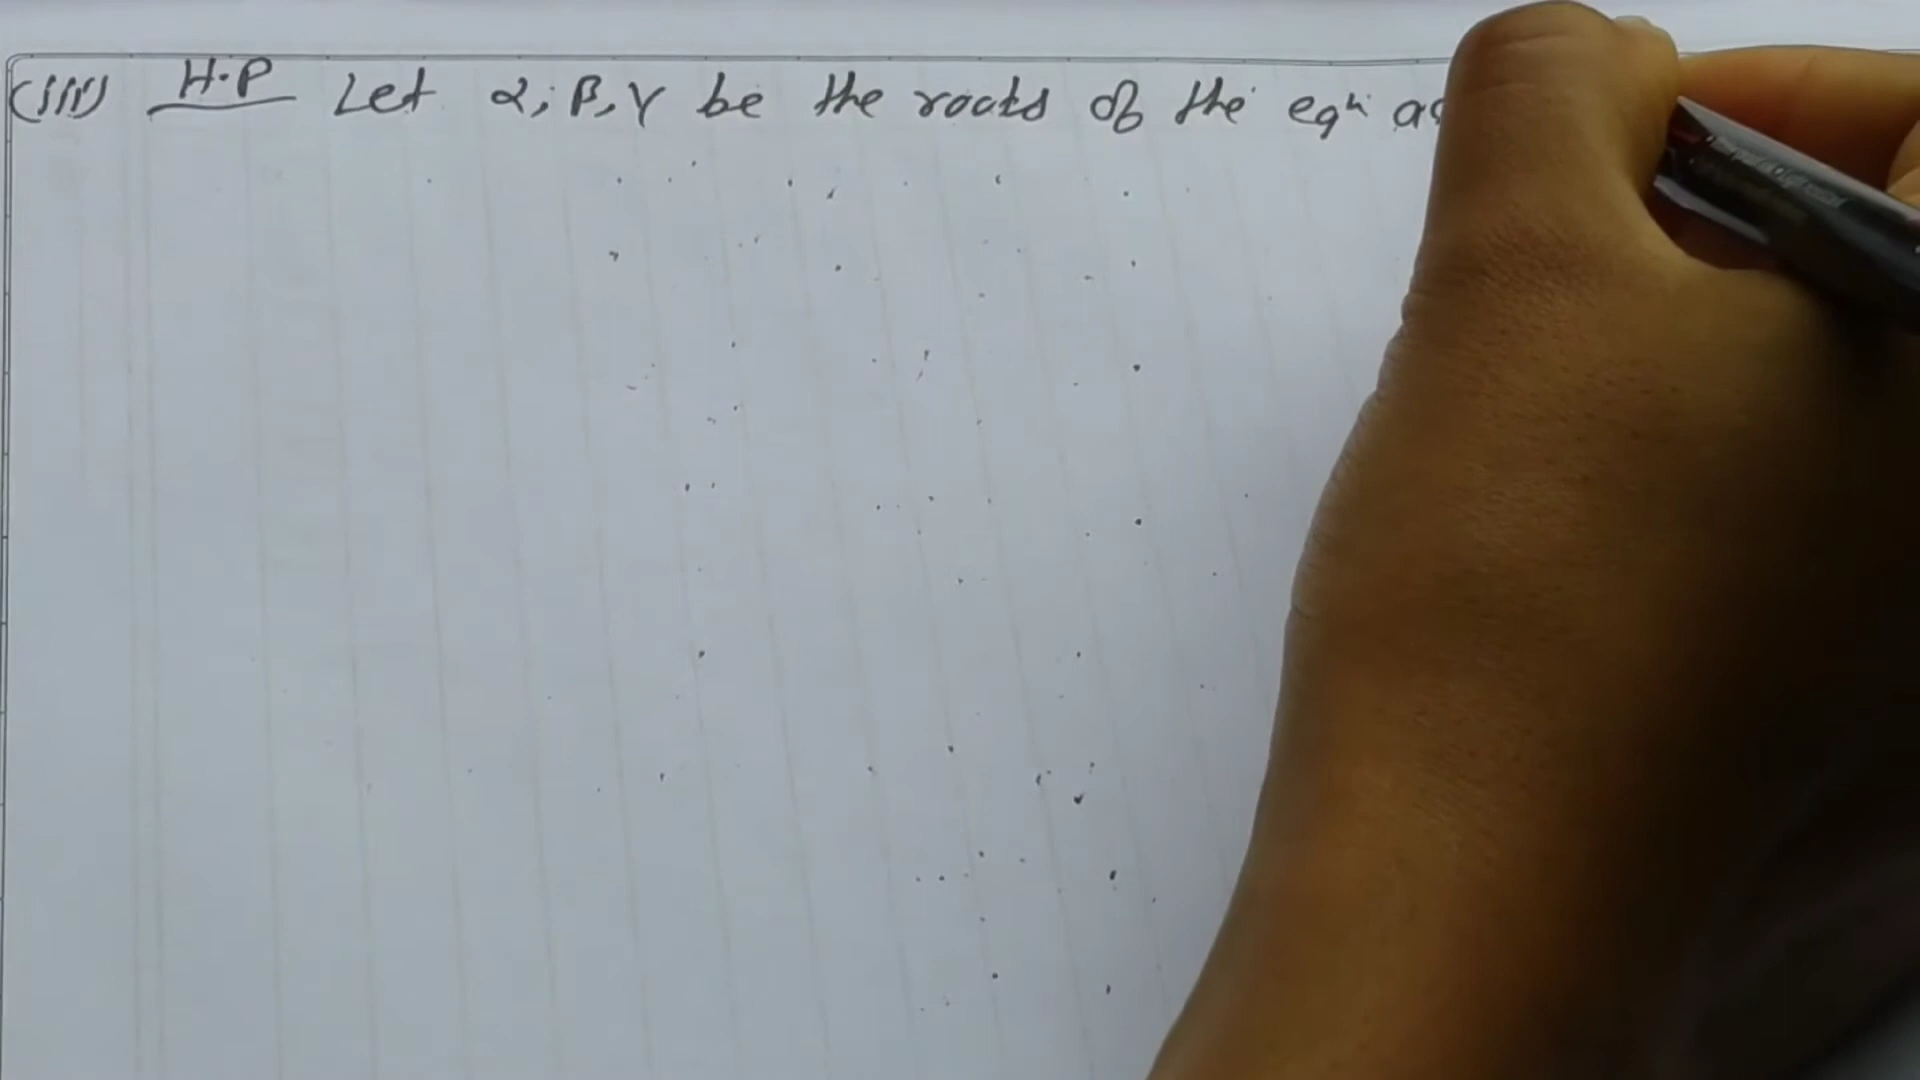 (iii) H.P Let α, β, γ be the roots of the eqn